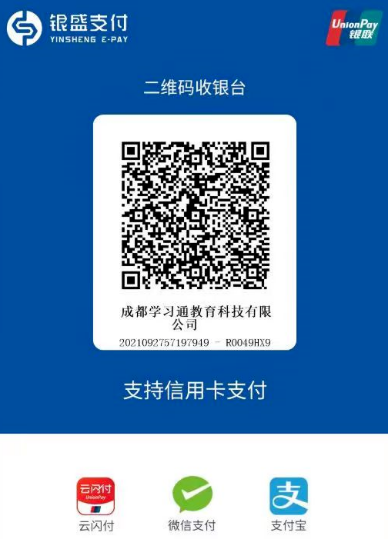 银盛支付
YINSHENG E-PAY
UnionPay
银联
二维码收银台
成都学习通教育科技有限
公司
2021092757197949 - R0049HX9
支持信用卡支付
云闪付
UnionPay
云闪付
微信支付
支
支付宝